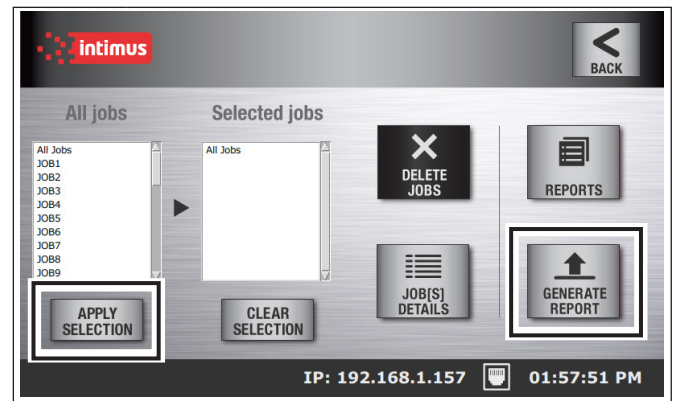 intimus
BACK
All jobs
Selected jobs
All Jobs
JOB1
JOB2
JOB3
JOB4
JOB5
JOB6
JOB7
JOB8
JOB9
All Jobs
DELETE
JOBS
REPORTS
APPLY
SELECTION
CLEAR
SELECTION
JOB[S]
DETAILS
GENERATE
REPORT
IP: 192.168.1.157
01:57:51 PM